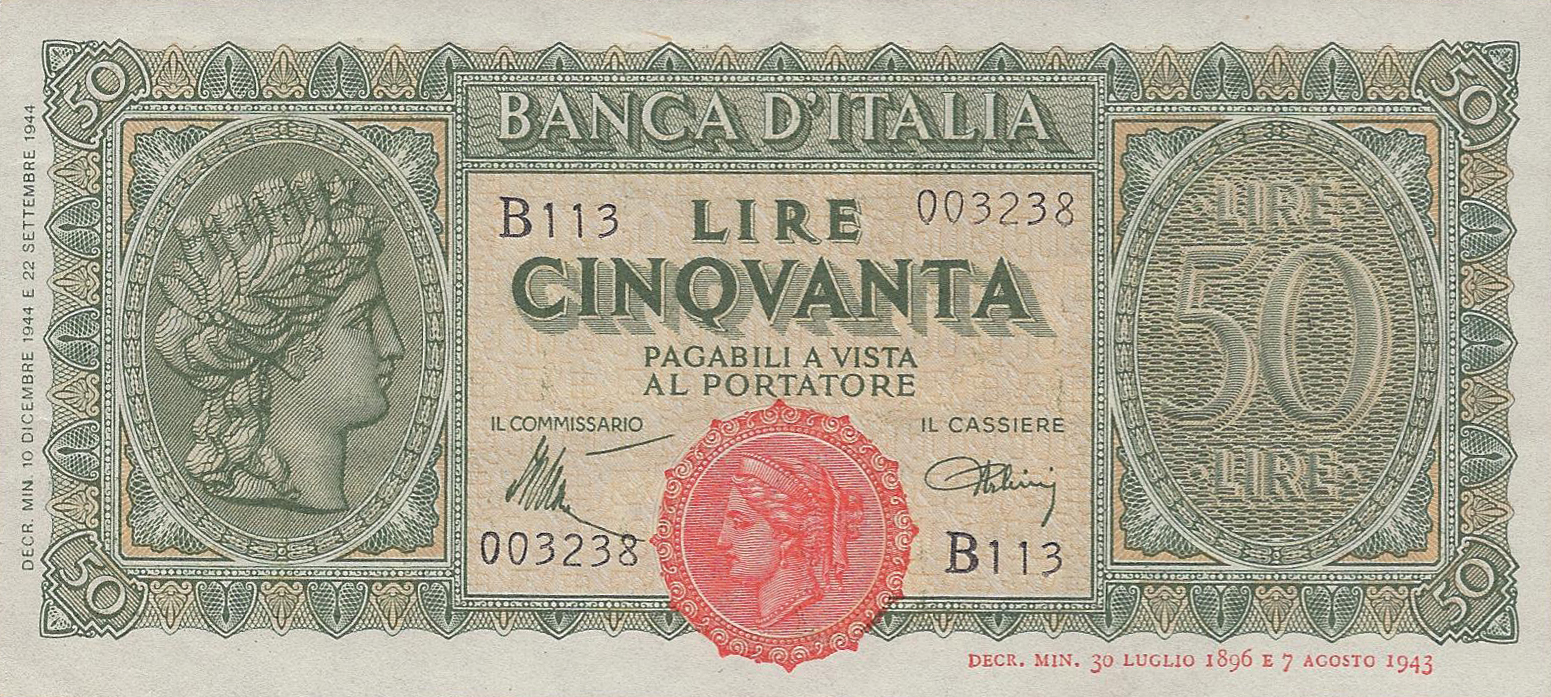 50
50
DECR. MIN. 10 DICEMBRE 1944 E 22 SETTEMBRE 1944
BANCA D'ITALIA
B113
LIRE
003238
CINQVANTA
PAGABILI A VISTA
AL PORTATORE
IL COMMISSARIO
IL CASSIERE
003238
B113
LIRE
50
LIRE
50
50
DECR. MIN. 30 LUGLIO 1896 E 7 AGOSTO 1943